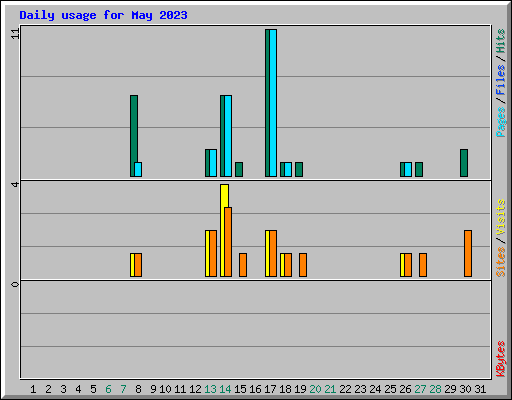 Daily usage for May 2023
11
4
0
Pages / Files / Hits
Sites / Visits
KBytes
1 2 3 4 5 6 7 8 9 10 11 12 13 14 15 16 17 18 19 20 21 22 23 24 25 26 27 28 29 30 31